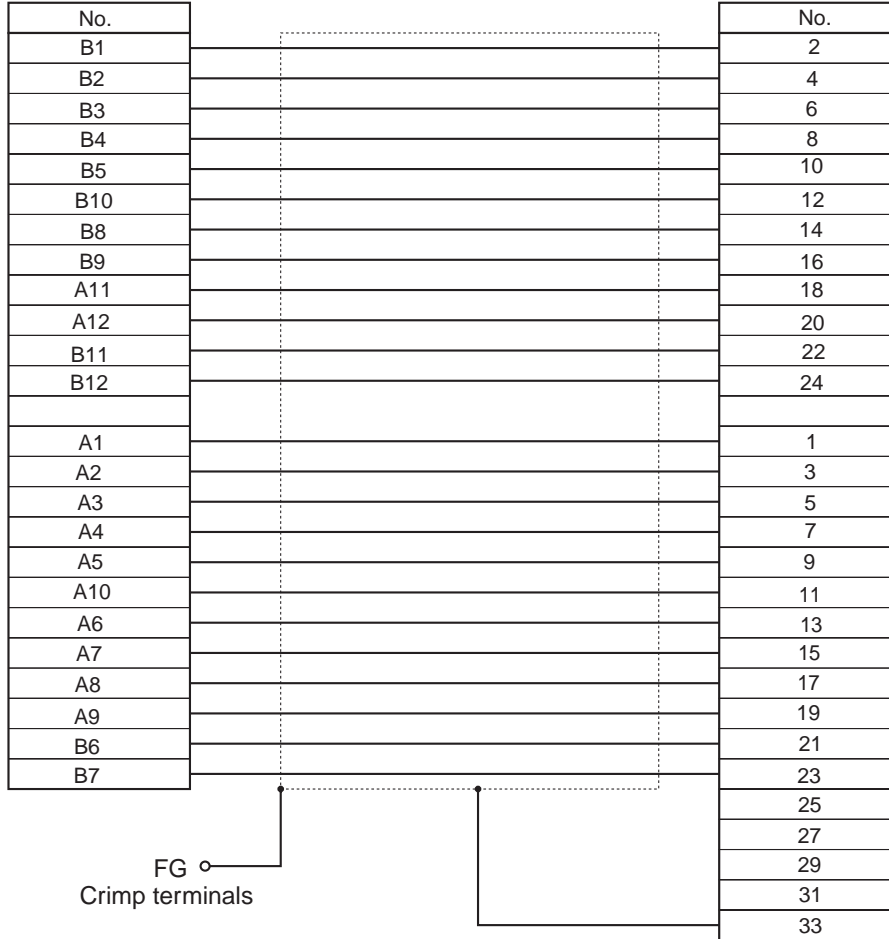 No. No.
B1 2
B2 4
B3 6
B4 8
B5 10
B10 12
B8 14
B9 16
A11 18
A12 20
B11 22
B12 24
A1 1
A2 3
A3 5
A4 7
A5 9
A10 11
A6 13
A7 15
A8 17
A9 19
B6 21
B7 23
25
27
FG 29
Crimp terminals 31
33